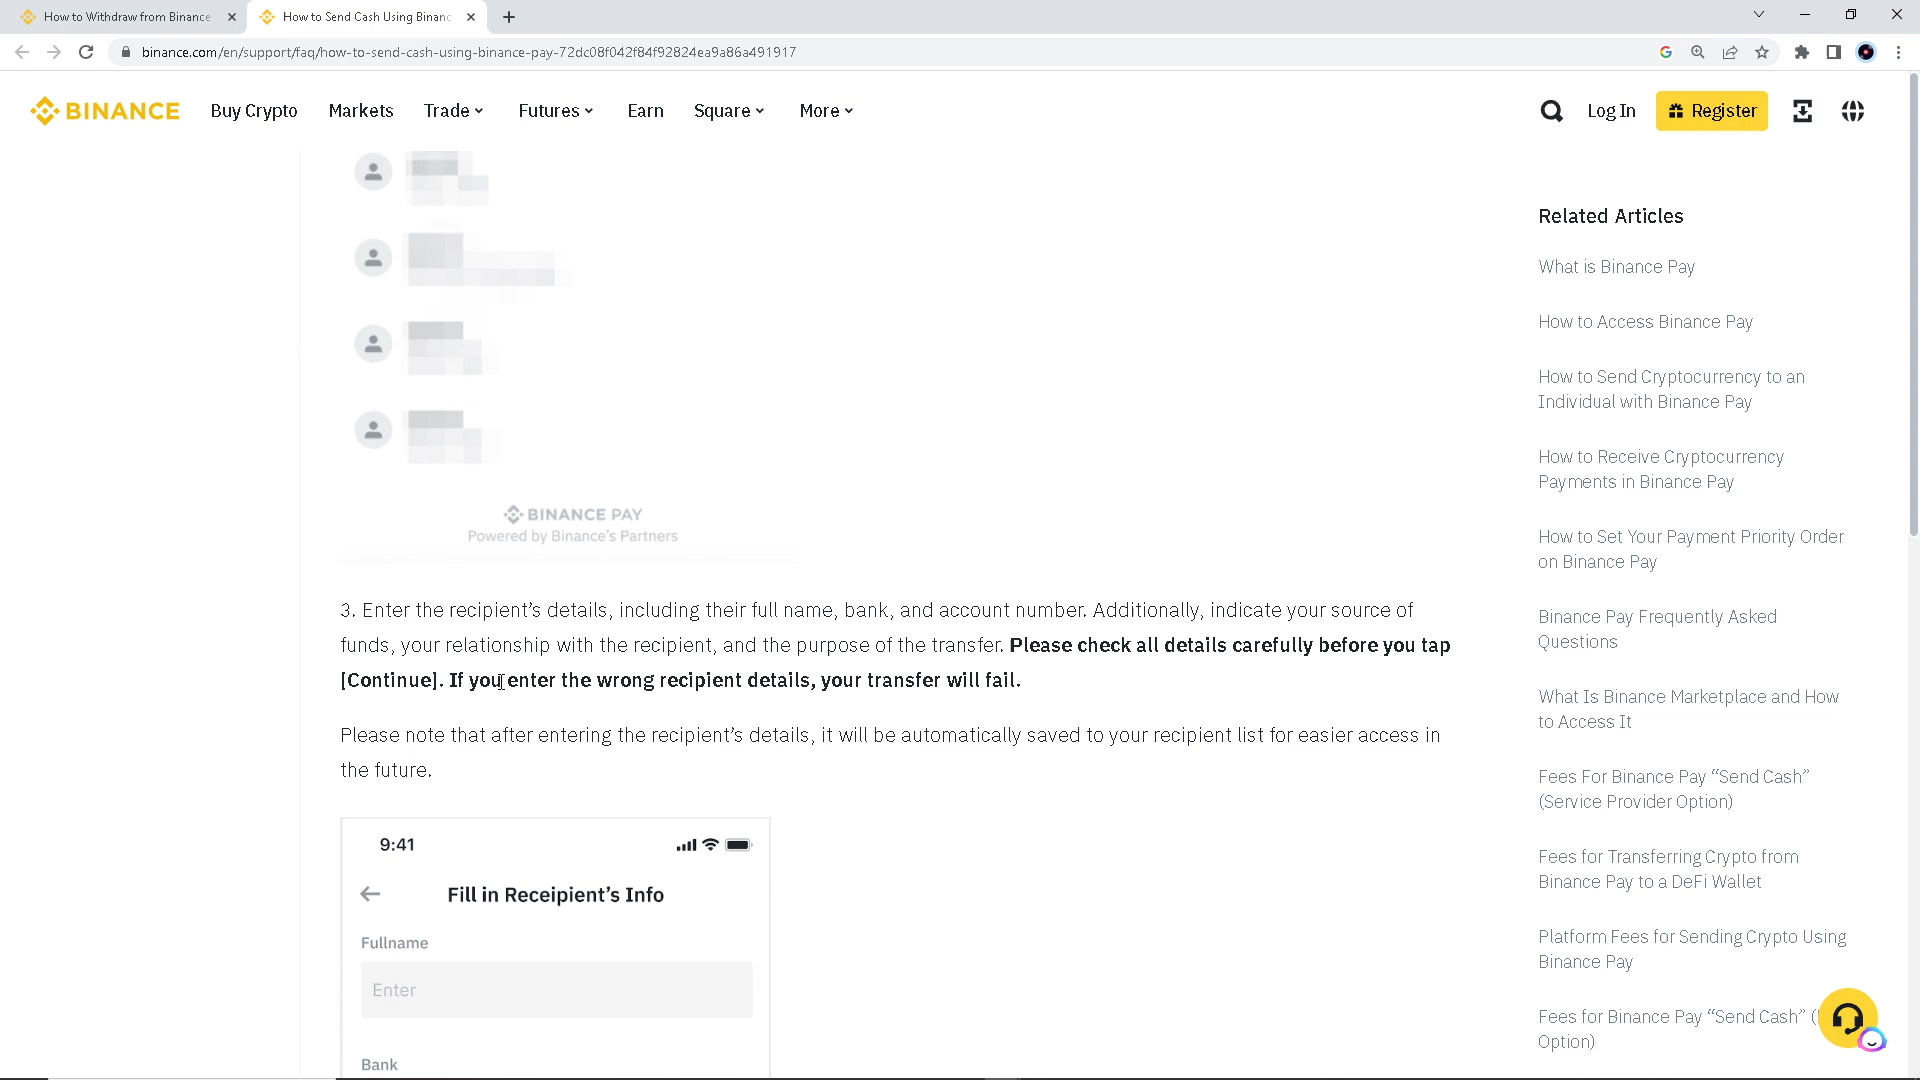 How to Withdraw from Binance
How to Send Cash Using Binanc
binance.com/en/support/faq/how-to-send-cash-using-binance-pay-72dc08f042f84f92824ea9a86a491917
BINANCE
Buy Crypto
Markets
Trade
Futures
Earn
Square
More
Log In
Register
BINANCE PAY
Powered by Binance's Partners
3. Enter the recipient’s details, including their full name, bank, and account number. Additionally, indicate your source of
funds, your relationship with the recipient, and the purpose of the transfer. Please check all details carefully before you tap
[Continue]. If you enter the wrong recipient details, your transfer will fail.
Please note that after entering the recipient’s details, it will be automatically saved to your recipient list for easier access in
the future.
9:41
Fill in Receipient’s Info
Fullname
Enter
Bank
Related Articles
What is Binance Pay
How to Access Binance Pay
How to Send Cryptocurrency to an
Individual with Binance Pay
How to Receive Cryptocurrency
Payments in Binance Pay
How to Set Your Payment Priority Order
on Binance Pay
Binance Pay Frequently Asked
Questions
What Is Binance Marketplace and How
to Access It
Fees For Binance Pay “Send Cash”
(Service Provider Option)
Fees for Transferring Crypto from
Binance Pay to a DeFi Wallet
Platform Fees for Sending Crypto Using
Binance Pay
Fees for Binance Pay “Send Cash” (
Option)